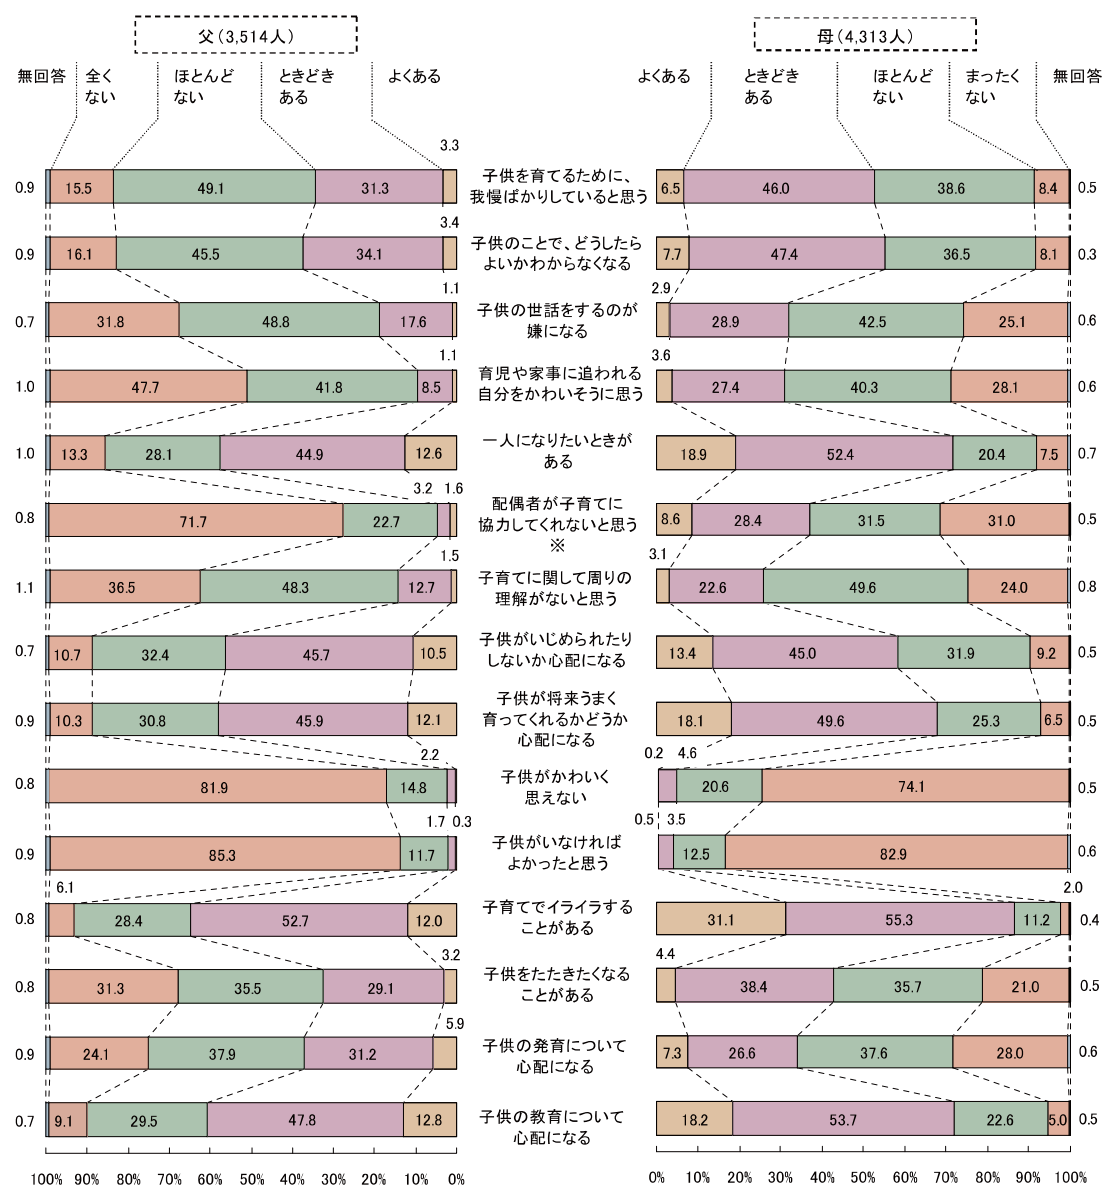 父（3,514人）
母（4,313人）
無回答
全く
ない
ほとんど
ない
ときどき
ある
よくある
よくある
ときどき
ある
ほとんど
ない
まったく
ない
無回答
3.3
0.9 15.5 49.1 31.3
子供を育てるために、
我慢ばかりしていると思う
6.5 46.0 38.6 8.4 0.5
3.4
0.9 16.1 45.5 34.1
子供のことで、どうしたら
よいかわからなくなる
7.7 47.4 36.5 8.1 0.3
1.1
0.7 31.8 48.8 17.6
子供の世話をするのが
嫌になる
2.9
28.9 42.5 25.1 0.6
1.1
1.0 47.7 41.8 8.5
育児や家事に追われる
自分をかわいそうに思う
3.6
27.4 40.3 28.1 0.6
1.0 13.3 28.1 44.9 12.6
一人になりたいときが
ある
18.9 52.4 20.4 7.5 0.7
3.2 1.6
0.8 71.7 22.7
配偶者が子育てに
協力してくれないと思う
※
8.6 28.4 31.5 31.0 0.5
1.5
1.1 36.5 48.3 12.7
子育てに関して周りの
理解がないと思う
3.1
22.6 49.6 24.0 0.8
0.7 10.7 32.4 45.7 10.5
子供がいじめられたり
しないか心配になる
13.4 45.0 31.9 9.2 0.5
0.9 10.3 30.8 45.9 12.1
子供が将来うまく
育ってくれるかどうか
心配になる
18.1 49.6 25.3 6.5 0.5
2.2
0.8 81.9 14.8
子供がかわいく
思えない
0.2 4.6
20.6 74.1 0.5
1.7 0.3
0.9 85.3 11.7
子供がいなければ
よかったと思う
0.5 3.5
12.5 82.9 0.6
6.1
0.8 28.4 52.7 12.0
子育てでイライラする
ことがある
2.0
31.1 55.3 11.2 0.4
3.2
0.8 31.3 35.5 29.1
子供をたたきたくなる
ことがある
4.4
38.4 35.7 21.0 0.5
5.9
0.9 24.1 37.9 31.2
子供の発育について
心配になる
7.3 26.6 37.6 28.0 0.6
0.7 9.1 29.5 47.8 12.8
子供の教育について
心配になる
18.2 53.7 22.6 5.0 0.5
100% 90% 80% 70% 60% 50% 40% 30% 20% 10% 0%
0% 10% 20% 30% 40% 50% 60% 70% 80% 90% 100%